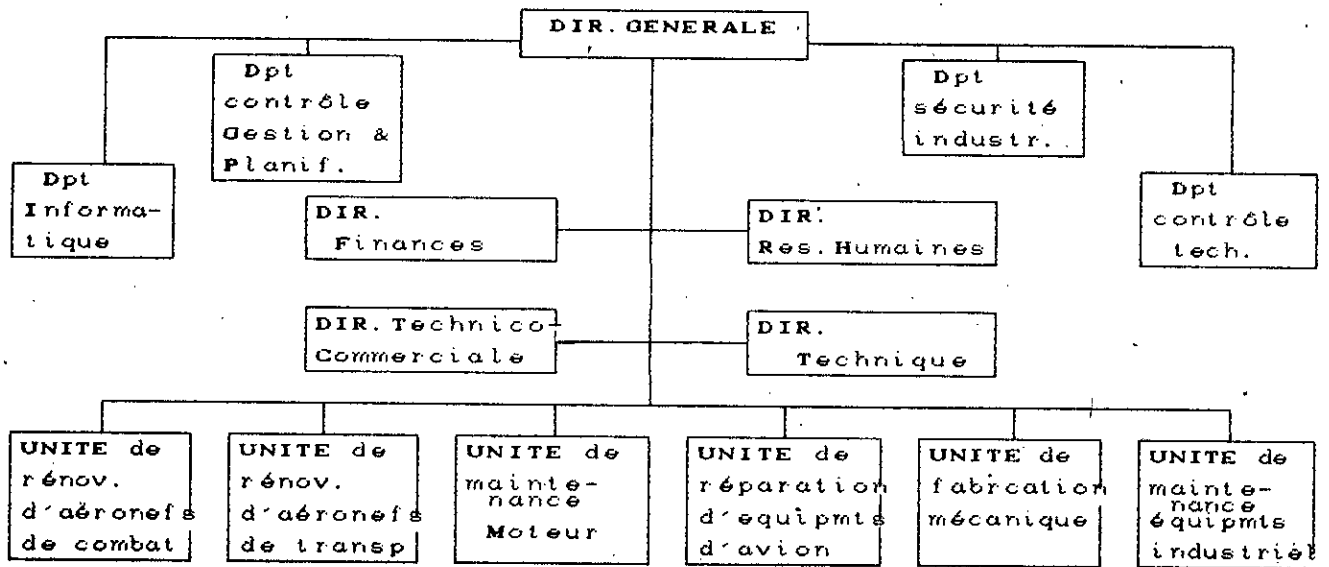 DIR. GENERALE
Dpt
contrôle
Gestion &
Planif.
Dpt
sécurité
industr.
Dpt
Informa-
tique
Dpt
contrôle
tech.
DIR.
Finances
DIR.
Res. Humaines
DIR. Technico-
Commerciale
DIR.
Technique
UNITE de
rénov.
d'aéronefs
de combat
UNITE de
rénov.
d'aéronefs
de transp
UNITE de
mainte-
nance
Moteur
UNITE de
réparation
d'equipmts
d'avion
UNITE de
fabrcation
mécanique
UNITE de
mainte-
nance
équipmts
industriél